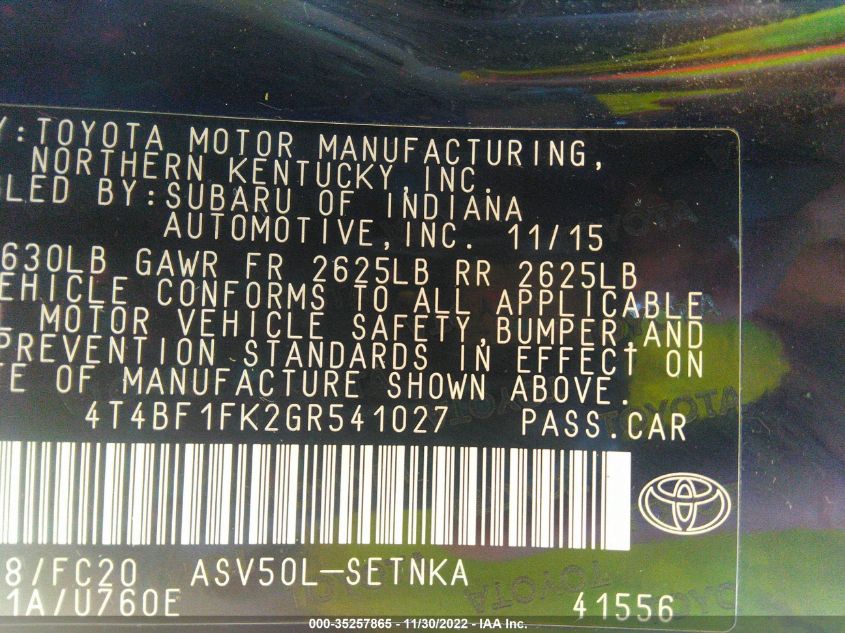 Y:TOYOTA MOTOR MANUFACTURING,
NORTHERN KENTUCKY,INC.
BLED BY:SUBARU OF INDIANA
AUTOMOTIVE,INC. 11/15
630LB GAWR FR 2625LB RR 2625LB
EHICLE CONFORMS TO ALL APPLICABLE
L MOTOR VEHICLE SAFETY,BUMPER,AND
PREVENTION STANDARDS IN EFFECT ON
TE OF MANUFACTURE SHOWN ABOVE.
4T4BF1FK2GR541027 PASS.CAR
8/FC20 ASV50L-SETNKA
1A/U760E 41556
000-35257865 - 11/30/2022 - IAA Inc.